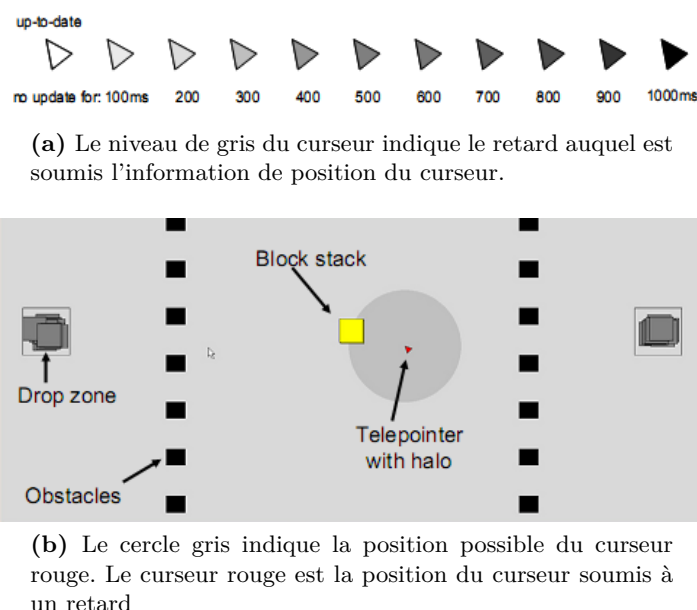 up-to-date
no update for: 100ms 200 300 400 500 600 700 800 900 1000ms
(a) Le niveau de gris du curseur indique le retard auquel est
soumis l'information de position du curseur.
Block stack
Drop zone
Telepointer
with halo
Obstacles
(b) Le cercle gris indique la position possible du curseur
rouge. Le curseur rouge est la position du curseur soumis à
un retard